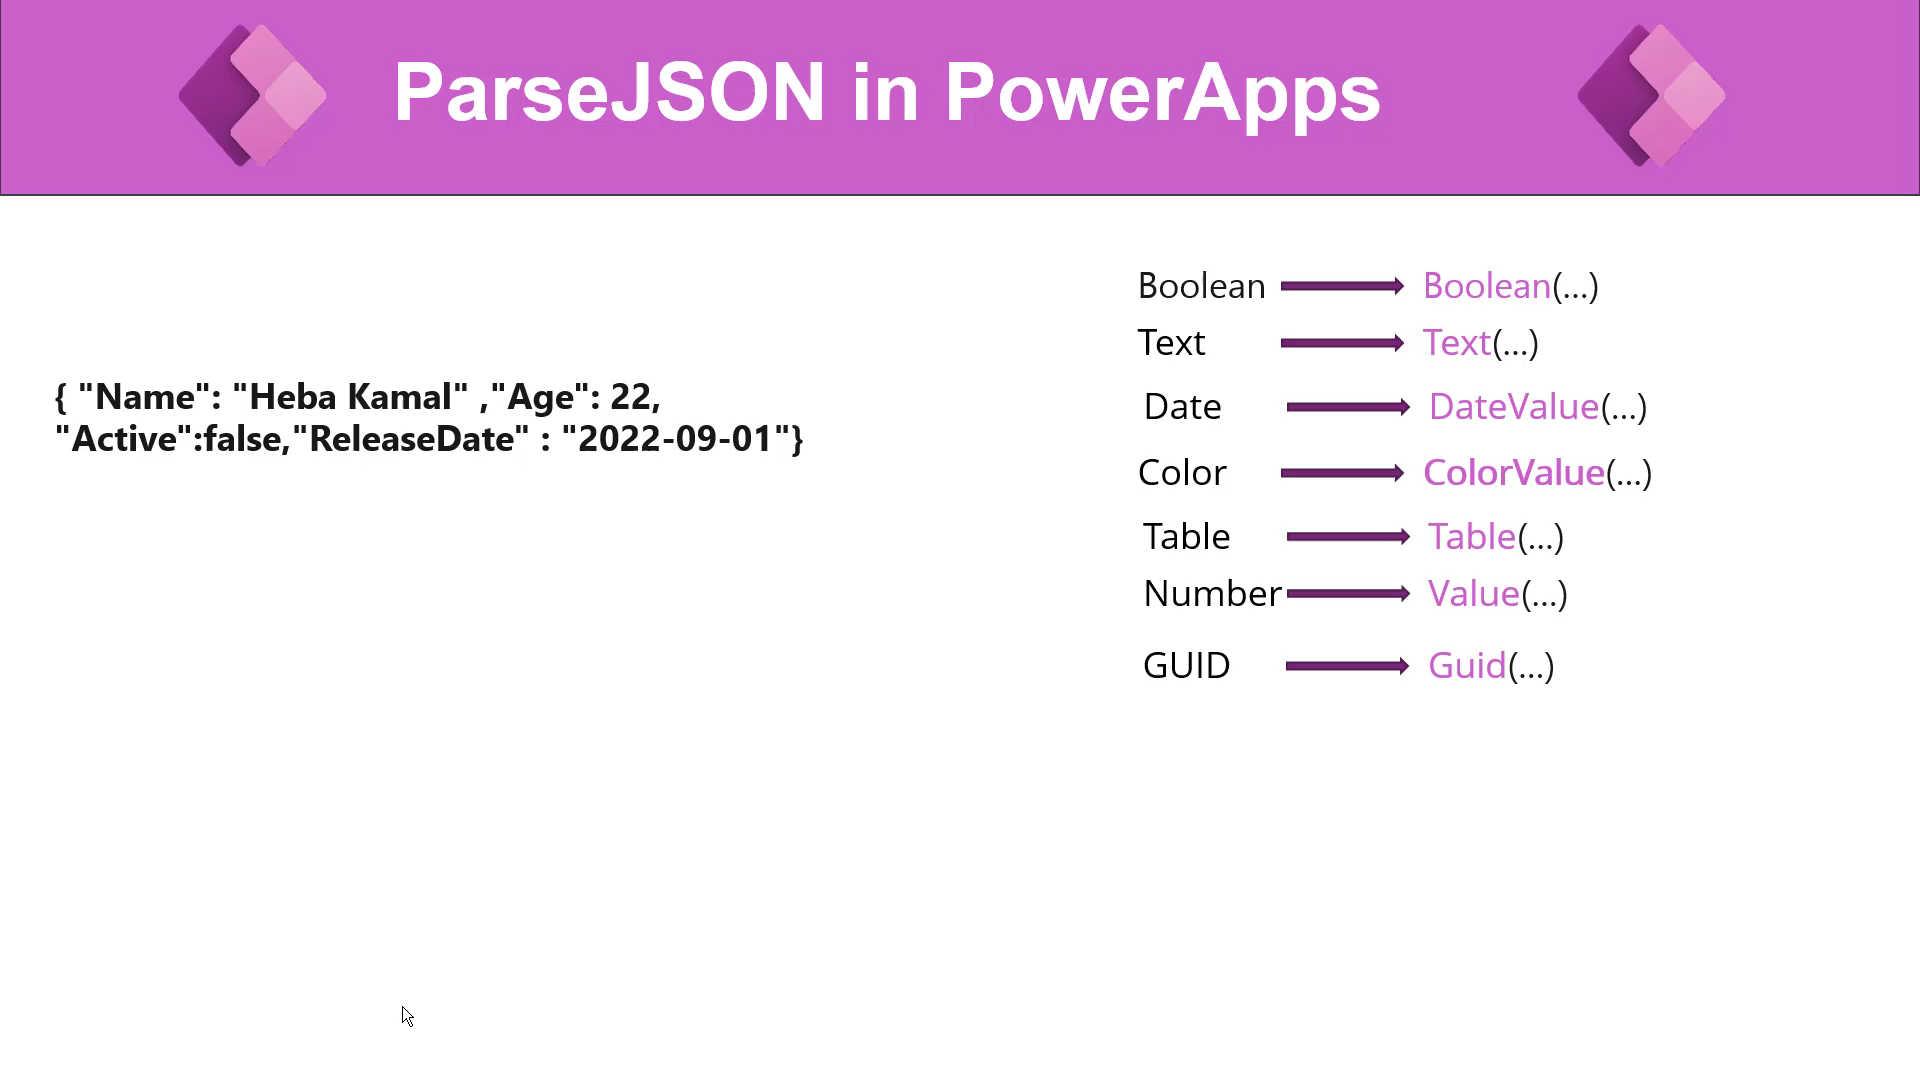 ParseJSON in PowerApps
{ "Name": "Heba Kamal" ,"Age": 22,
"Active":false,"ReleaseDate" : "2022-09-01"}
Boolean Boolean(...)
Text Text(...)
Date DateValue(...)
Color ColorValue(...)
Table Table(...)
Number Value(...)
GUID Guid(...)